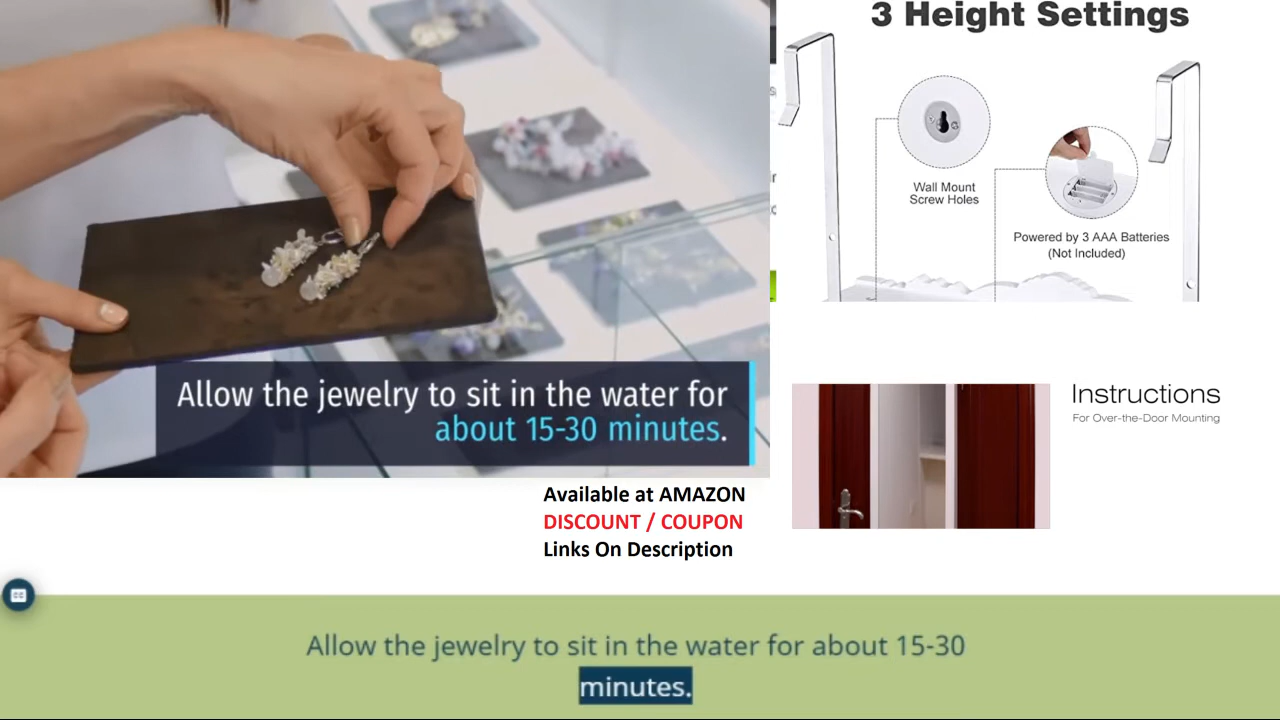 3 Height Settings
Wall Mount
Screw Holes
Powered by 3 AAA Batteries
(Not Included)
Allow the jewelry to sit in the water for
about 15-30 minutes.
Instructions
For Over-the-Door Mounting
Available at AMAZON
DISCOUNT / COUPON
Links On Description
CC
Allow the jewelry to sit in the water for about 15-30
minutes.